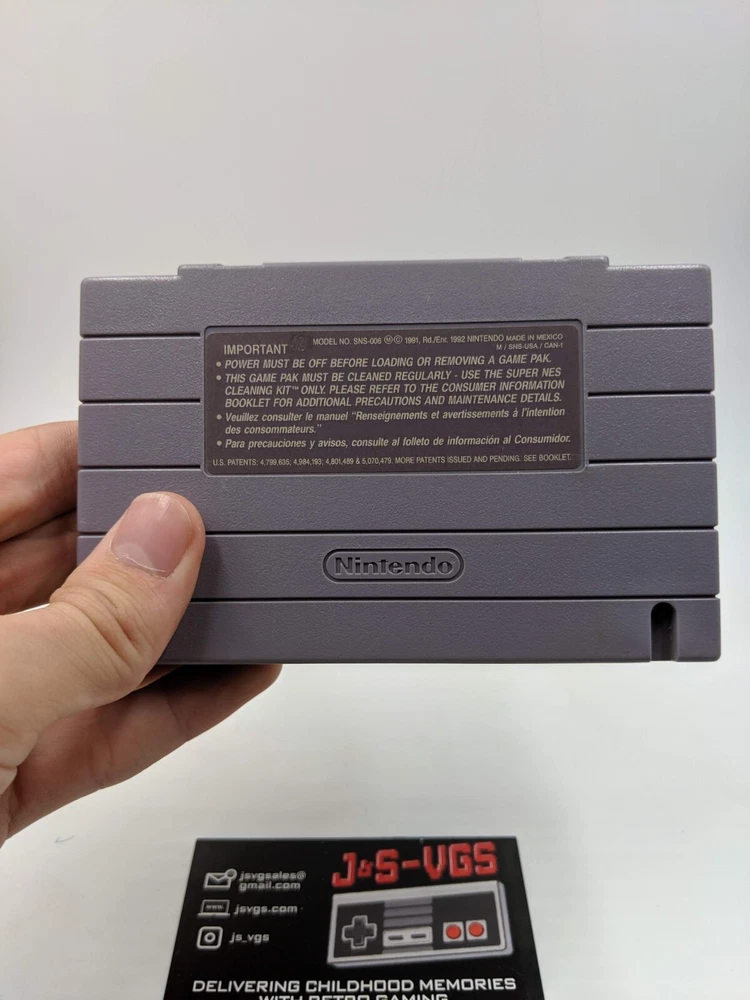 IMPORTANT
MODEL NO. SNS-006 Ⓜ© 1991, Rd./Enr. 1992 NINTENDO MADE IN MEXICO
M / SNS-USA / CAN-1
• POWER MUST BE OFF BEFORE LOADING OR REMOVING A GAME PAK.
• THIS GAME PAK MUST BE CLEANED REGULARLY - USE THE SUPER NES
CLEANING KIT™ ONLY. PLEASE REFER TO THE CONSUMER INFORMATION
BOOKLET FOR ADDITIONAL PRECAUTIONS AND MAINTENANCE DETAILS.
• Veuillez consulter le manuel "Renseignements et avertissements à l'intention
des consommateurs."
• Para precauciones y avisos, consulte al folleto de información al Consumidor.
U.S. PATENTS; 4,799,635; 4,984,193; 4,801,489 & 5,070,479. MORE PATENTS ISSUED AND PENDING. SEE BOOKLET.
Nintendo
J&S-VGS
jsvgsales@
gmail.com
www.
jsvgs.com
js_vgs
DELIVERING CHILDHOOD MEMORIES
WITH RETRO GAMING